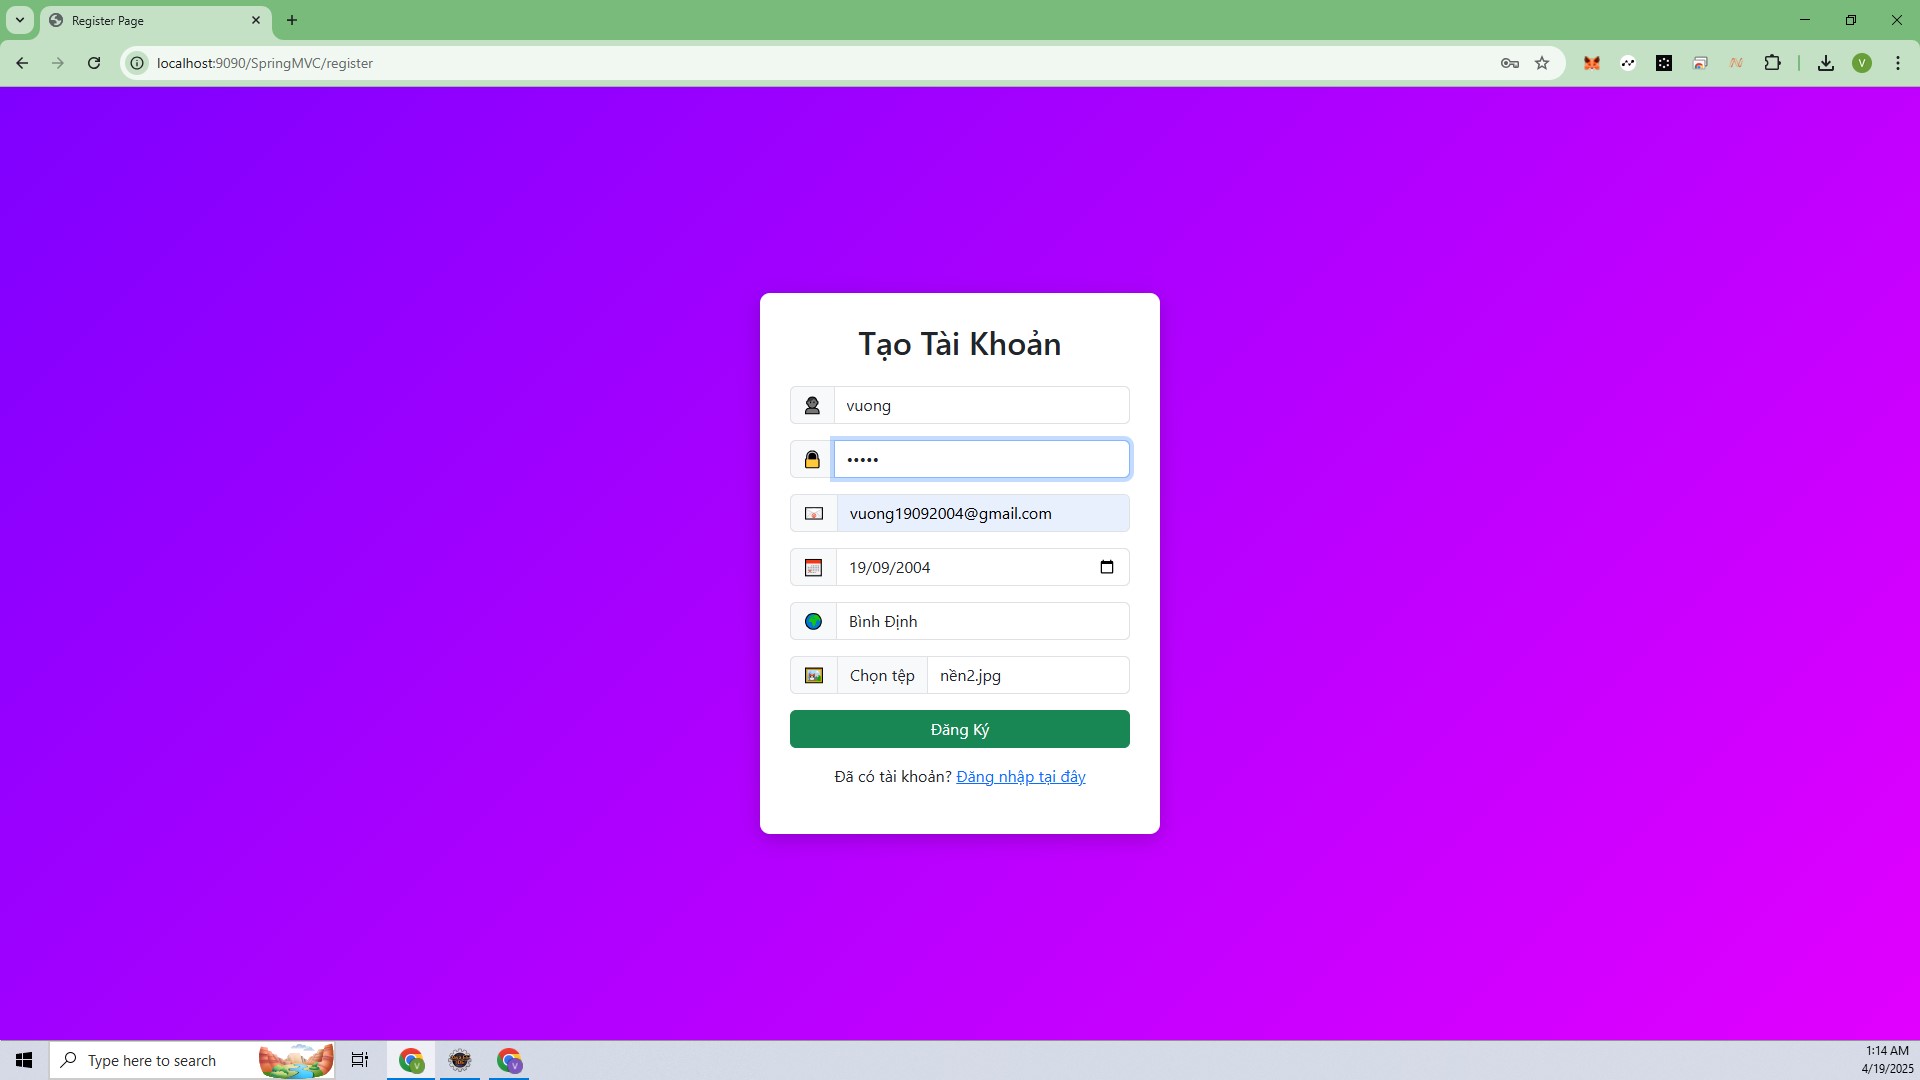 Register Page
localhost:9090/SpringMVC/register
V
Tạo Tài Khoản
vuong
•••••
vuong19092004@gmail.com
19/09/2004
Bình Định
Chọn tệp nền2.jpg
Đăng Ký
Đã có tài khoản? Đăng nhập tại đây
Type here to search
1:14 AM
4/19/2025